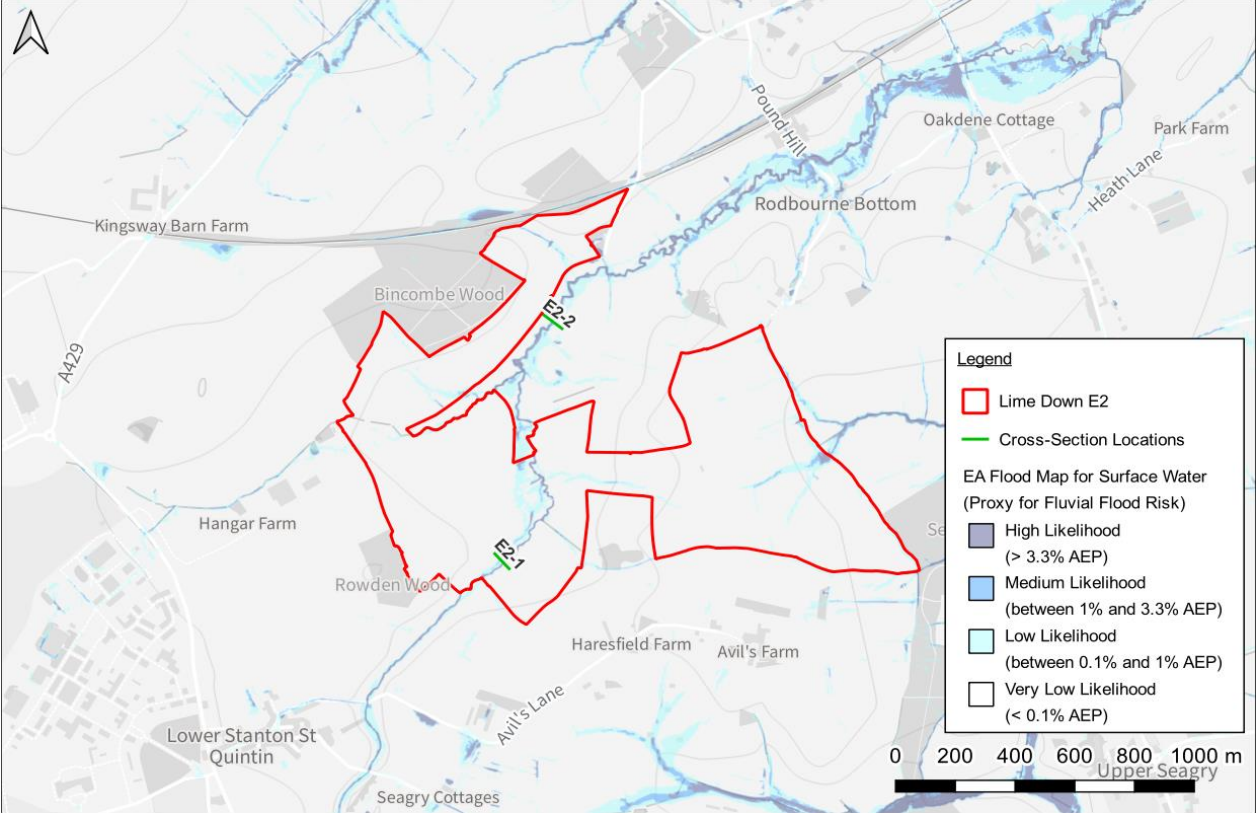 Pound Hill
Oakdene Cottage
Park Farm
Heath Lane
Rodbourne Bottom
Kingsway Barn Farm
Bincombe Wood
E2-2
A429
Hangar Farm
E2-1
Rowden Wood
Haresfield Farm
Avil's Farm
Avil's Lane
Lower Stanton St
Quintin
Seagry Cottages
Se
Legend
Lime Down E2
Cross-Section Locations
EA Flood Map for Surface Water
(Proxy for Fluvial Flood Risk)
High Likelihood
(> 3.3% AEP)
Medium Likelihood
(between 1% and 3.3% AEP)
Low Likelihood
(between 0.1% and 1% AEP)
Very Low Likelihood
(< 0.1% AEP)
0 200 400 600 800 1000 m
Upper Seagry